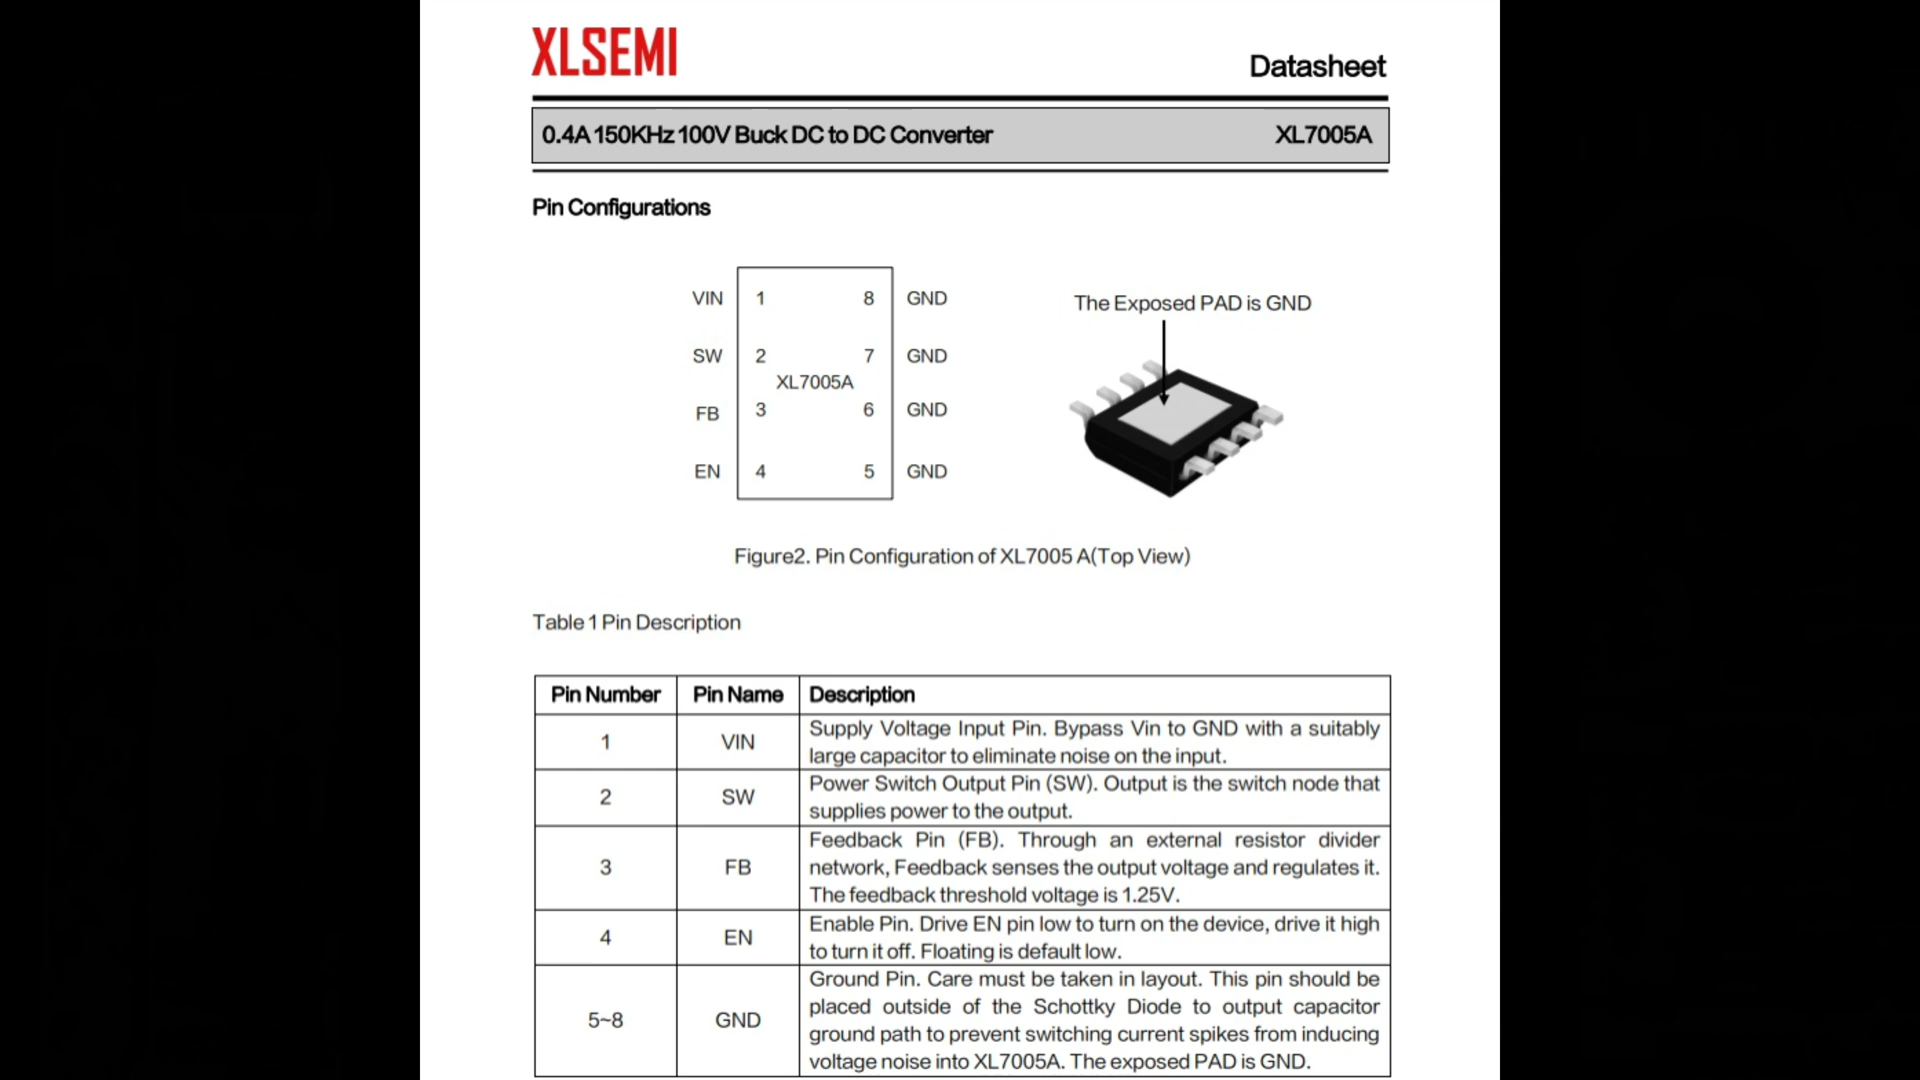 XLSEMI
Datasheet
0.4A 150KHz 100V Buck DC to DC Converter XL7005A
Pin Configurations
VIN 1 8 GND
SW 2 7 GND
XL7005A
FB 3 6 GND
EN 4 5 GND
The Exposed PAD is GND
Figure2. Pin Configuration of XL7005 A(Top View)
Table 1 Pin Description
Pin Number Pin Name Description
1 VIN Supply Voltage Input Pin. Bypass Vin to GND with a suitably
large capacitor to eliminate noise on the input.
2 SW Power Switch Output Pin (SW). Output is the switch node that
supplies power to the output.
3 FB Feedback Pin (FB). Through an external resistor divider
network, Feedback senses the output voltage and regulates it.
The feedback threshold voltage is 1.25V.
4 EN Enable Pin. Drive EN pin low to turn on the device, drive it high
to turn it off. Floating is default low.
5~8 GND Ground Pin. Care must be taken in layout. This pin should be
placed outside of the Schottky Diode to output capacitor
ground path to prevent switching current spikes from inducing
voltage noise into XL7005A. The exposed PAD is GND.